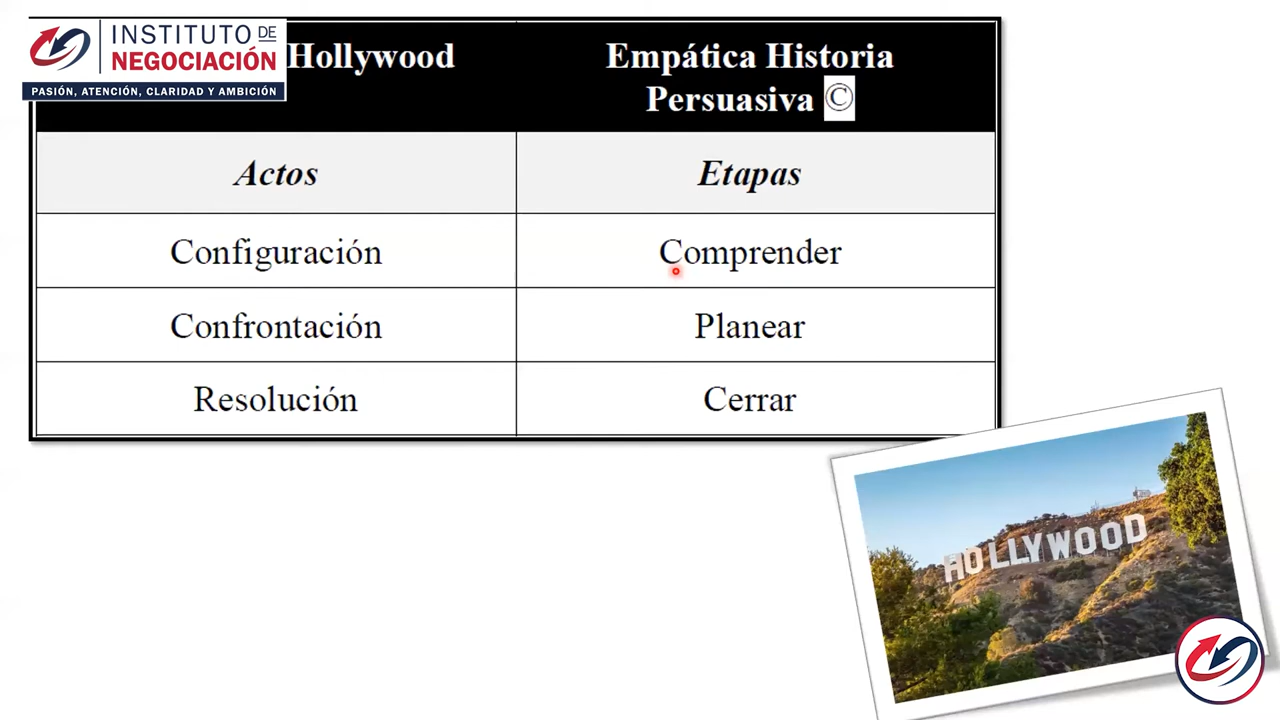 INSTITUTO DE
NEGOCIACIÓN
PASIÓN, ATENCIÓN, CLARIDAD Y AMBICIÓN
Hollywood
Empática Historia
Persuasiva ©
Actos
Etapas
Configuración
Comprender
Confrontación
Planear
Resolución
Cerrar
HOLLYWOOD